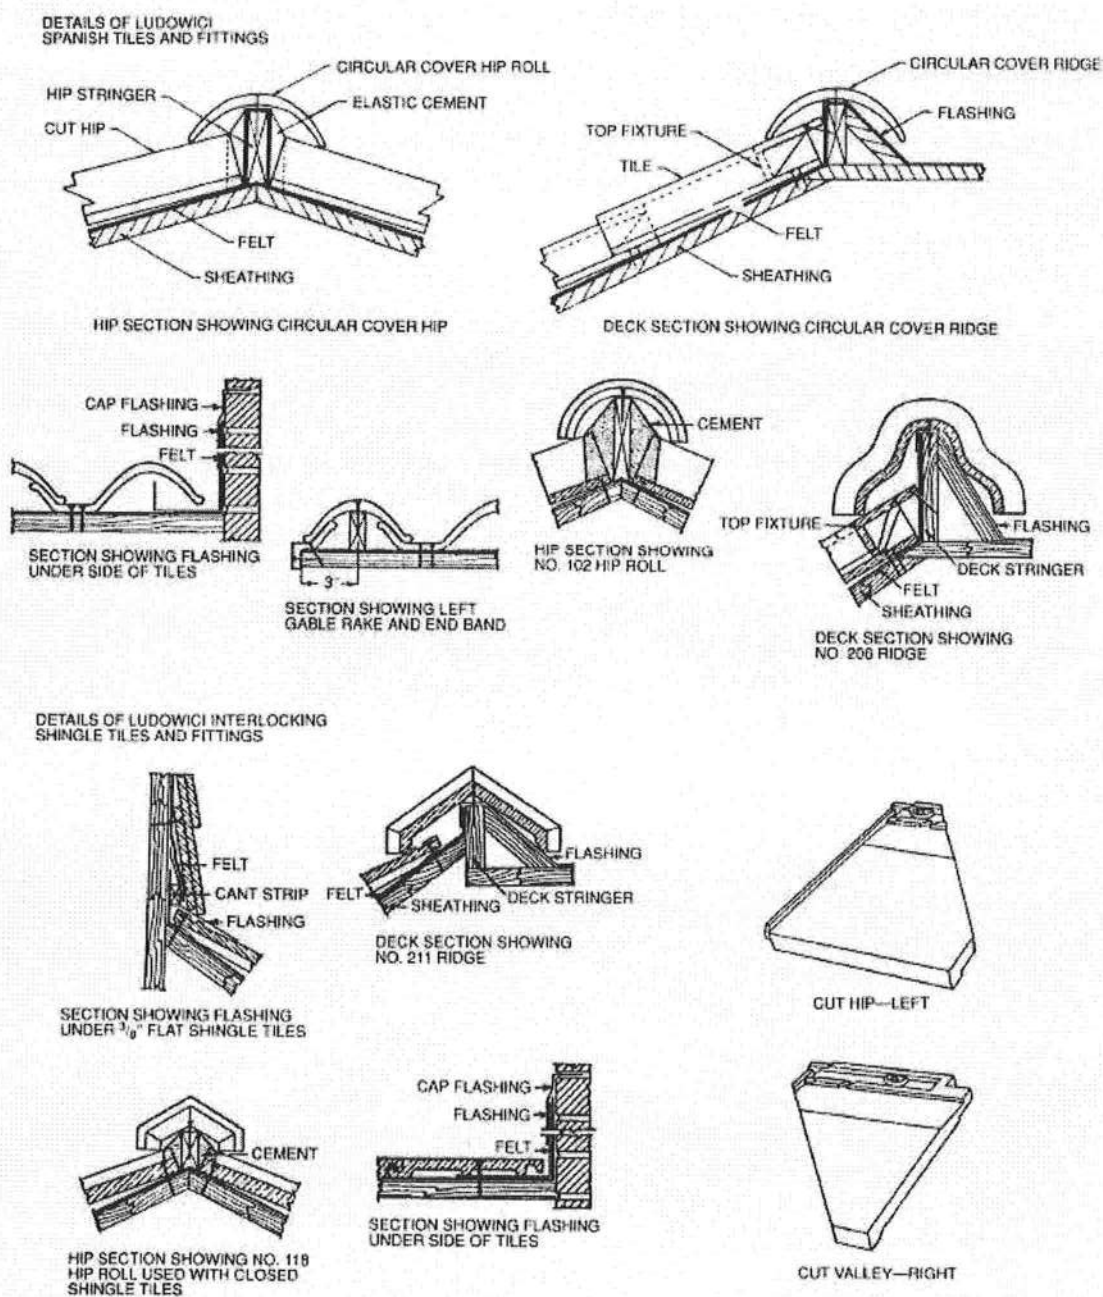 DETAILS OF LUDOWICI
SPANISH TILES AND FITTINGS
CIRCULAR COVER HIP ROLL
HIP STRINGER
ELASTIC CEMENT
CUT HIP
FELT
SHEATHING
HIP SECTION SHOWING CIRCULAR COVER HIP
CIRCULAR COVER RIDGE
FLASHING
TOP FIXTURE
TILE
FELT
SHEATHING
DECK SECTION SHOWING CIRCULAR COVER RIDGE
CAP FLASHING
FLASHING
FELT
SECTION SHOWING FLASHING
UNDER SIDE OF TILES
3"
SECTION SHOWING LEFT
GABLE RAKE AND END BAND
CEMENT
HIP SECTION SHOWING
NO. 102 HIP ROLL
TOP FIXTURE
FLASHING
DECK STRINGER
FELT
SHEATHING
DECK SECTION SHOWING
NO. 206 RIDGE
DETAILS OF LUDOWICI INTERLOCKING
SHINGLE TILES AND FITTINGS
FELT
CANT STRIP
FLASHING
SECTION SHOWING FLASHING
UNDER 3/8" FLAT SHINGLE TILES
FLASHING
FELT
SHEATHING
DECK STRINGER
DECK SECTION SHOWING
NO. 211 RIDGE
CUT HIP—LEFT
CEMENT
HIP SECTION SHOWING NO. 118
HIP ROLL USED WITH CLOSED
SHINGLE TILES
CAP FLASHING
FLASHING
FELT
SECTION SHOWING FLASHING
UNDER SIDE OF TILES
CUT VALLEY—RIGHT